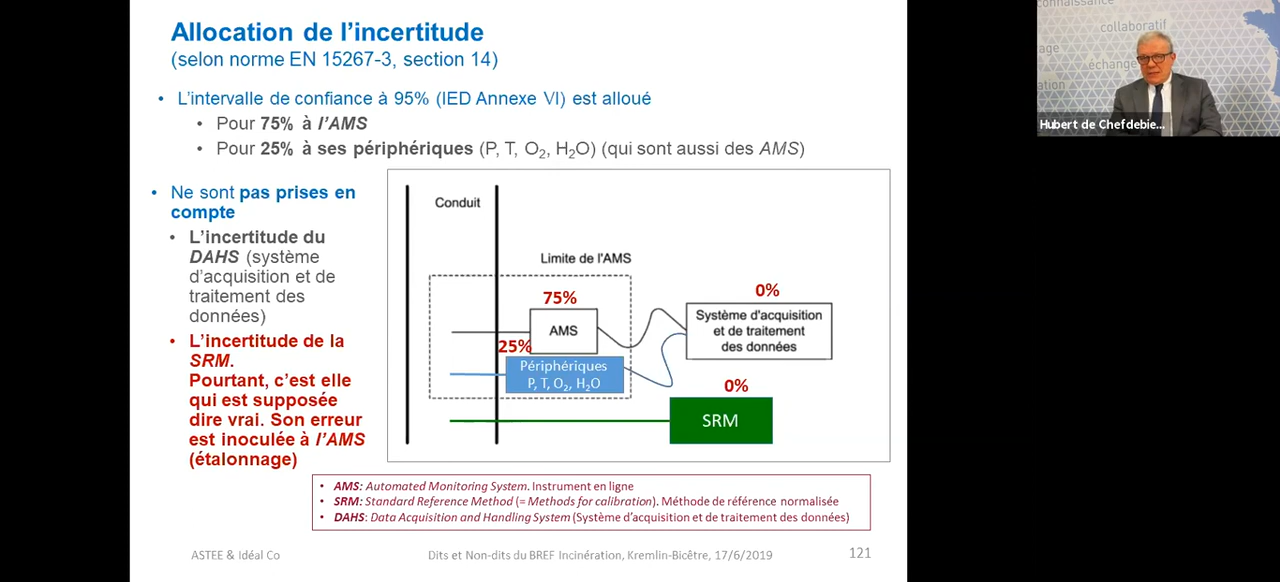 Allocation de l'incertitude
(selon norme EN 15267-3, section 14)
• L'intervalle de confiance à 95% (IED Annexe VI) est alloué
• Pour 75% à l'AMS
• Pour 25% à ses périphériques (P, T, O₂, H₂O) (qui sont aussi des AMS)
• Ne sont pas prises en
compte
• L'incertitude du
DAHS (système
d'acquisition et de
traitement des
données)
• L'incertitude de la
SRM.
Pourtant, c'est elle
qui est supposée
dire vrai. Son erreur
est inoculée à l'AMS
(étalonnage)
Conduit
Limite de l'AMS
75%
AMS
25%
Périphériques
P, T, O₂, H₂O
0%
Système d'acquisition
et de traitement
des données
0%
SRM
• AMS: Automated Monitoring System. Instrument en ligne
• SRM: Standard Reference Method (= Methods for calibration). Méthode de référence normalisée
• DAHS: Data Acquisition and Handling System (Système d'acquisition et de traitement des données)
ASTEE & Idéal Co
Dits et Non-dits du BREF Incinération, Kremlin-Bicêtre, 17/6/2019
121
connaissance
collaboratif
échange
Hubert de Chefdebie...